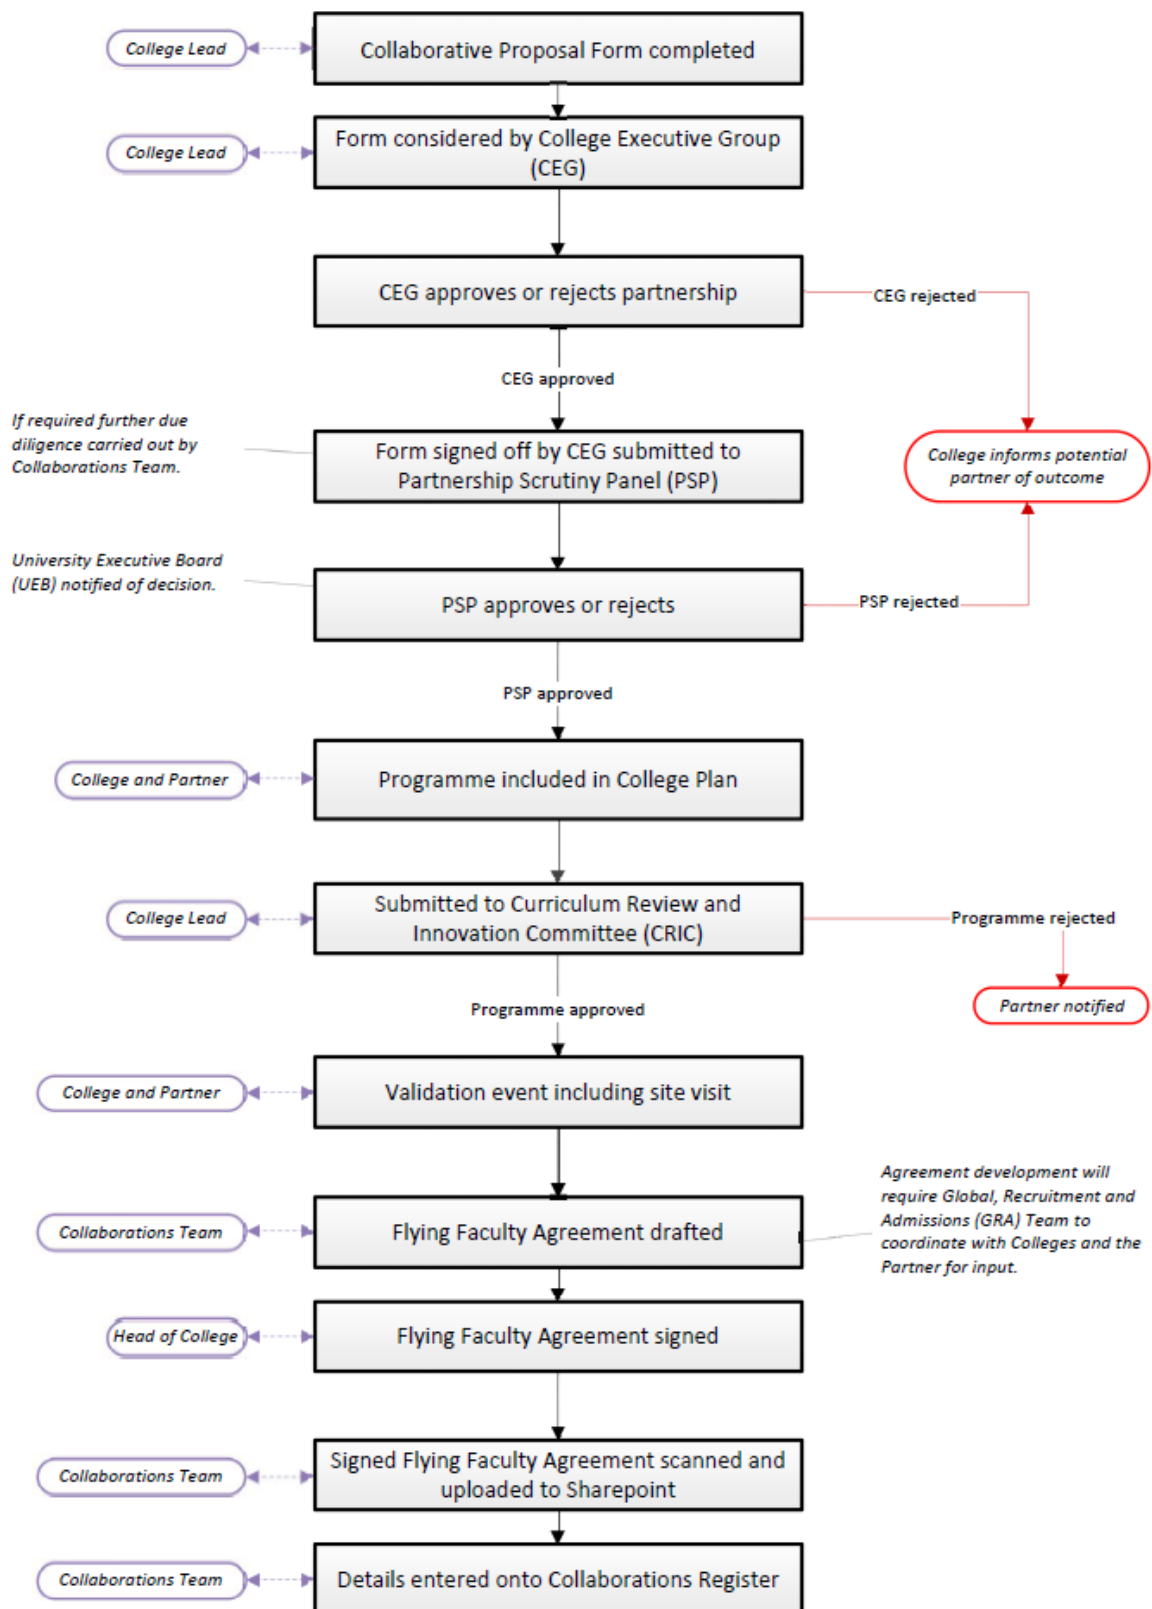 College Lead
Collaborative Proposal Form completed
College Lead
Form considered by College Executive Group
(CEG)
CEG approves or rejects partnership
CEG rejected
CEG approved
If required further due
diligence carried out by
Collaborations Team.
Form signed off by CEG submitted to
Partnership Scrutiny Panel (PSP)
College informs potential
partner of outcome
University Executive Board
(UEB) notified of decision.
PSP approves or rejects
PSP rejected
PSP approved
College and Partner
Programme included in College Plan
College Lead
Submitted to Curriculum Review and
Innovation Committee (CRIC)
Programme rejected
Partner notified
Programme approved
College and Partner
Validation event including site visit
Collaborations Team
Flying Faculty Agreement drafted
Agreement development will
require Global, Recruitment and
Admissions (GRA) Team to
coordinate with Colleges and the
Partner for input.
Head of College
Flying Faculty Agreement signed
Collaborations Team
Signed Flying Faculty Agreement scanned and
uploaded to Sharepoint
Collaborations Team
Details entered onto Collaborations Register